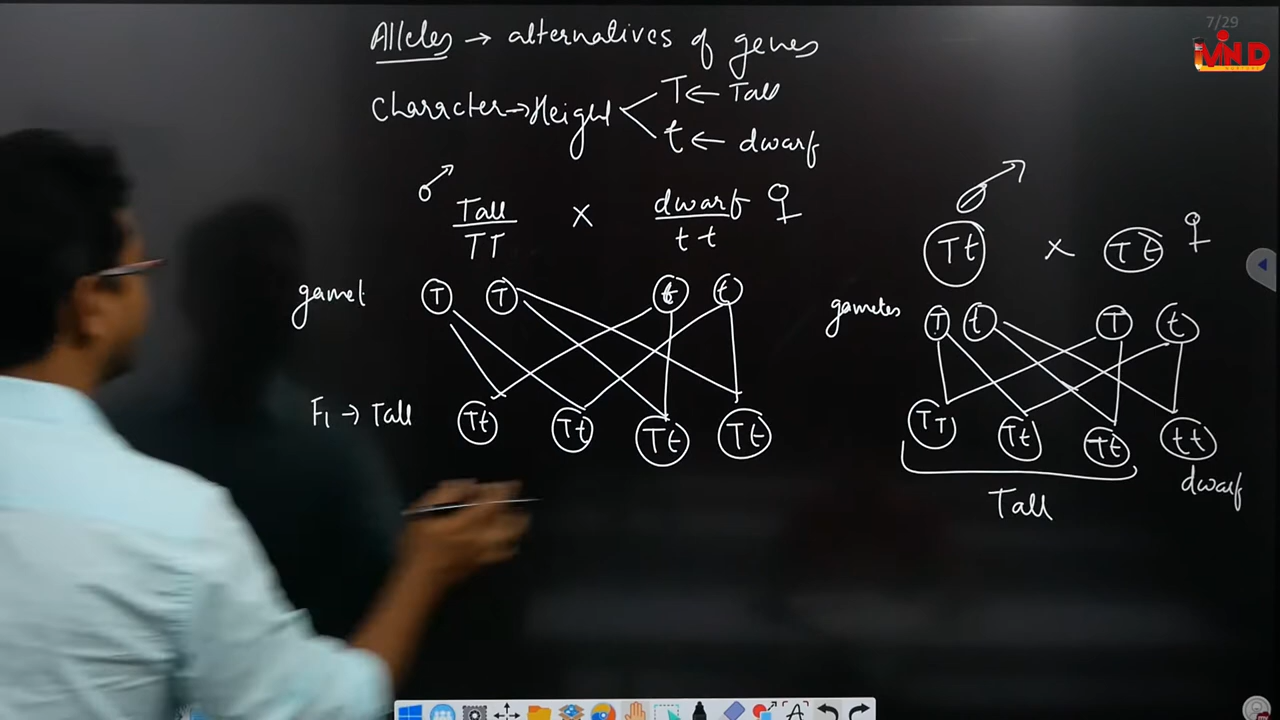 7/29
MIND
Alleles → alternatives of genes
Character → Height
T ← Tall
t ← dwarf
♂ Tall × dwarf ♀
TT tt
gamet T T t t
F1 → Tall Tt Tt Tt Tt
♂
Tt × Tt ♀
gametes T t T t
TT Tt Tt tt
Tall dwarf